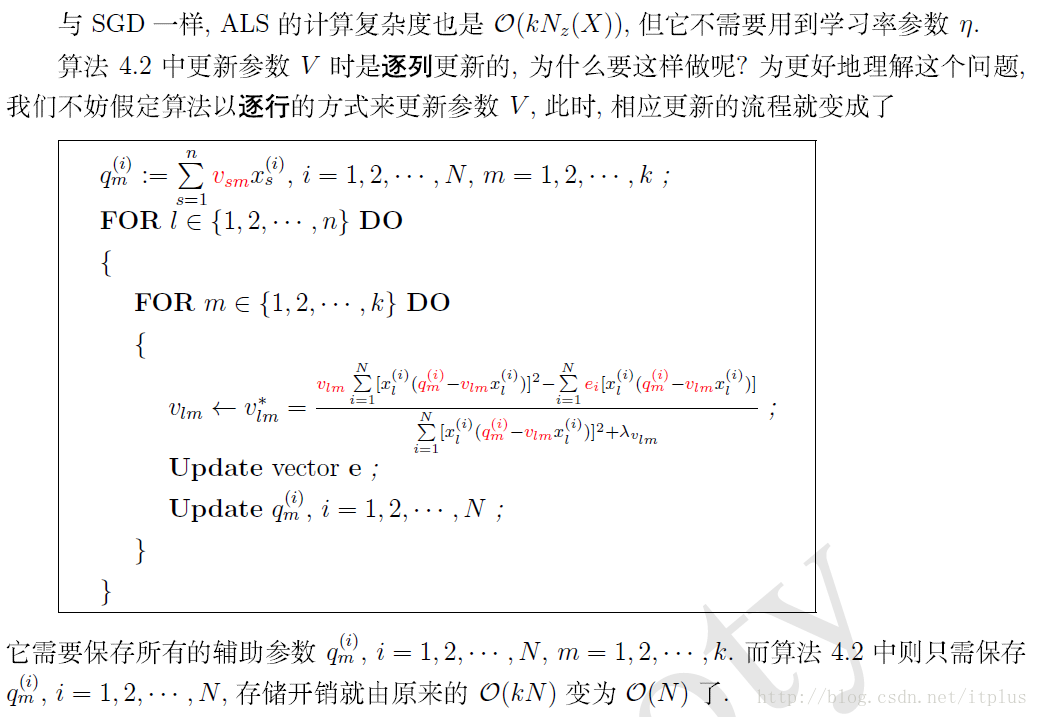 与 SGD 一样, ALS 的计算复杂度也是 $\mathcal{O}(kN_z(X))$, 但它不需要用到学习率参数 $\eta$.
算法 4.2 中更新参数 $V$ 时是逐列更新的, 为什么要这样做呢? 为更好地理解这个问题,
我们不妨假定算法以逐行的方式来更新参数 $V$, 此时, 相应更新的流程就变成了
$q_m^{(i)} := \sum_{s=1}^{n} v_{sm}x_s^{(i)}$, $i = 1, 2, \cdots, N$, $m = 1, 2, \cdots, k$ ;
FOR $l \in \{1, 2, \cdots, n\}$ DO
{
FOR $m \in \{1, 2, \cdots, k\}$ DO
{
$v_{lm} \leftarrow v_{lm}^* = \frac{v_{lm}\sum_{i=1}^{N}[x_l^{(i)}(q_m^{(i)}-v_{lm}x_l^{(i)})]^2-\sum_{i=1}^{N}e_i[x_l^{(i)}(q_m^{(i)}-v_{lm}x_l^{(i)})]}{\sum_{i=1}^{N}[x_l^{(i)}(q_m^{(i)}-v_{lm}x_l^{(i)})]^2+\lambda_{v_{lm}}}$ ;
Update vector e ;
Update $q_m^{(i)}$, $i = 1, 2, \cdots, N$ ;
}
}
它需要保存所有的辅助参数 $q_m^{(i)}$, $i = 1, 2, \cdots, N$, $m = 1, 2, \cdots, k$. 而算法 4.2 中则只需保存
$q_m^{(i)}$, $i = 1, 2, \cdots, N$, 存储开销就由原来的 $\mathcal{O}(kN)$ 变为 $\mathcal{O}(N)$ 了.
http://blog.csdn.net/itplus
oty